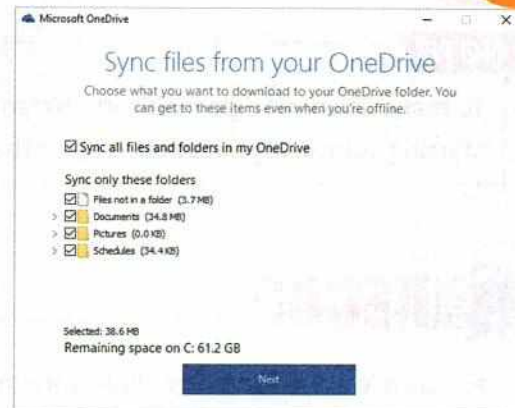 Microsoft OneDrive
Sync files from your OneDrive
Choose what you want to download to your OneDrive folder. You
can get to these items even when you're offline.
Sync all files and folders in my OneDrive
Sync only these folders
Files not in a folder (3.7 MB)
Documents (34.8 MB)
Pictures (0.0 KB)
Schedules (34.4 KB)
Selected: 38.6 MB
Remaining space on C: 61.2 GB
Next